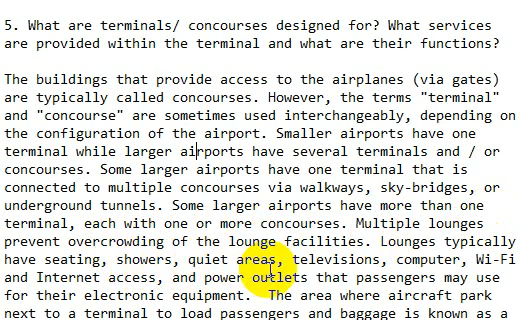 5. What are terminals/ concourses designed for? What services
are provided within the terminal and what are their functions?
The buildings that provide access to the airplanes (via gates)
are typically called concourses. However, the terms "terminal"
and "concourse" are sometimes used interchangeably, depending on
the configuration of the airport. Smaller airports have one
terminal while larger airports have several terminals and / or
concourses. Some larger airports have one terminal that is
connected to multiple concourses via walkways, sky-bridges, or
underground tunnels. Some larger airports have more than one
terminal, each with one or more concourses. Multiple lounges
prevent overcrowding of the lounge facilities. Lounges typically
have seating, showers, quiet areas, televisions, computer, Wi-Fi
and Internet access, and power outlets that passengers may use
for their electronic equipment.  The area where aircraft park
next to a terminal to load passengers and baggage is known as a